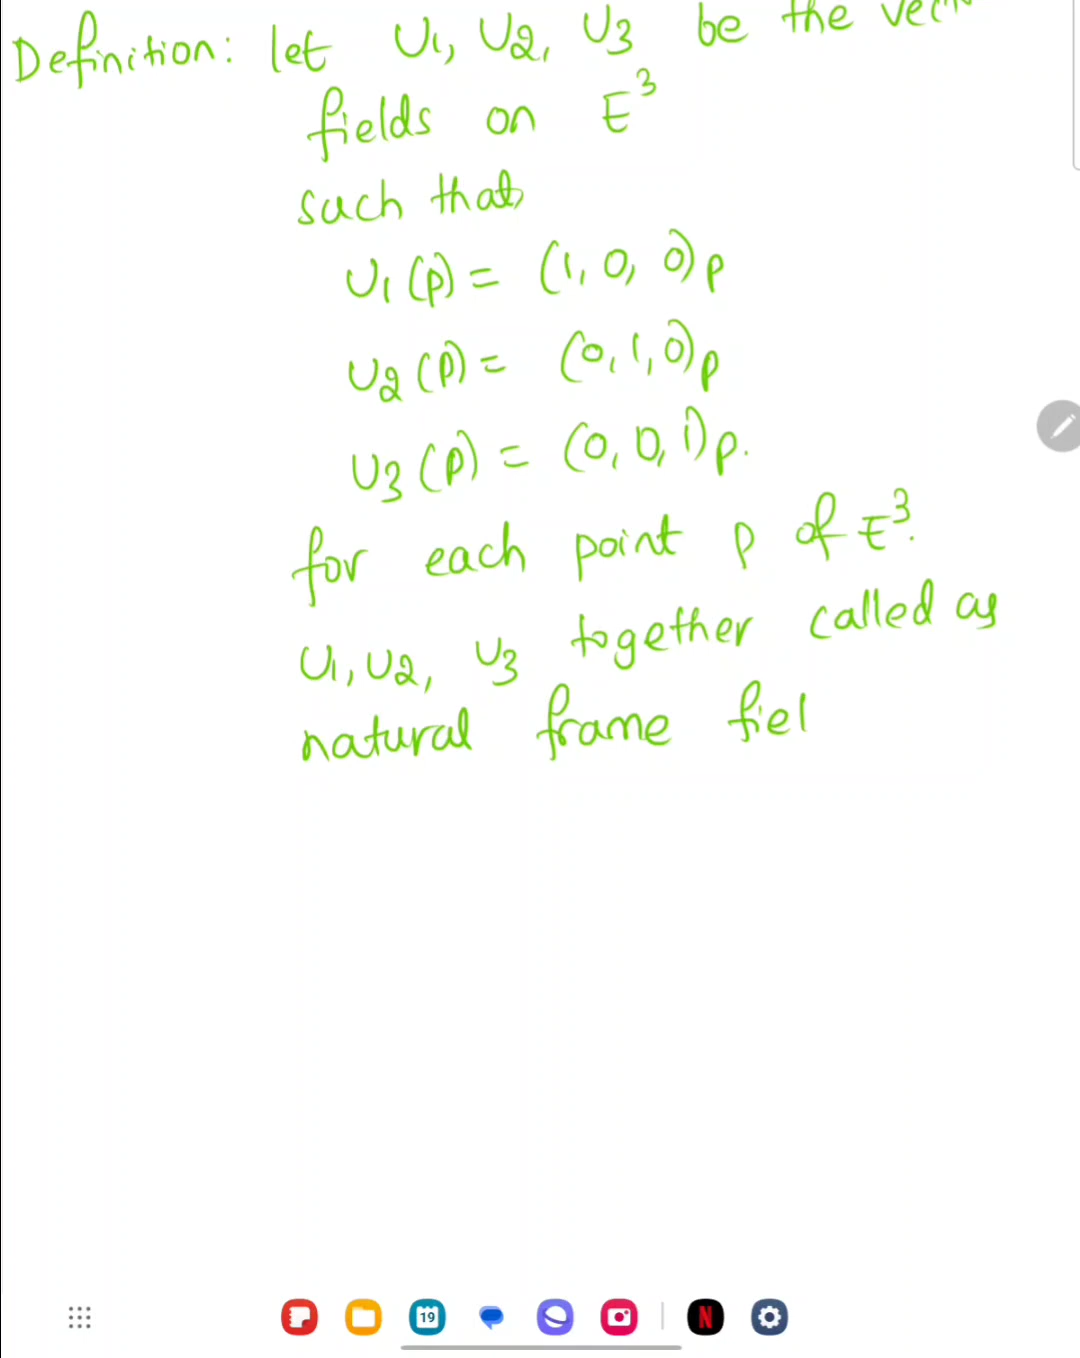 Definition: let U1, U2, U3 be the
fields on E³
such that,
U1(p) = (1, 0, 0)p
U2(p) = (0, 1, 0)p
U3(p) = (0, 0, 1)p.
for each point p of E³.
U1, U2, U3 together called as
natural frame fiel
19
N